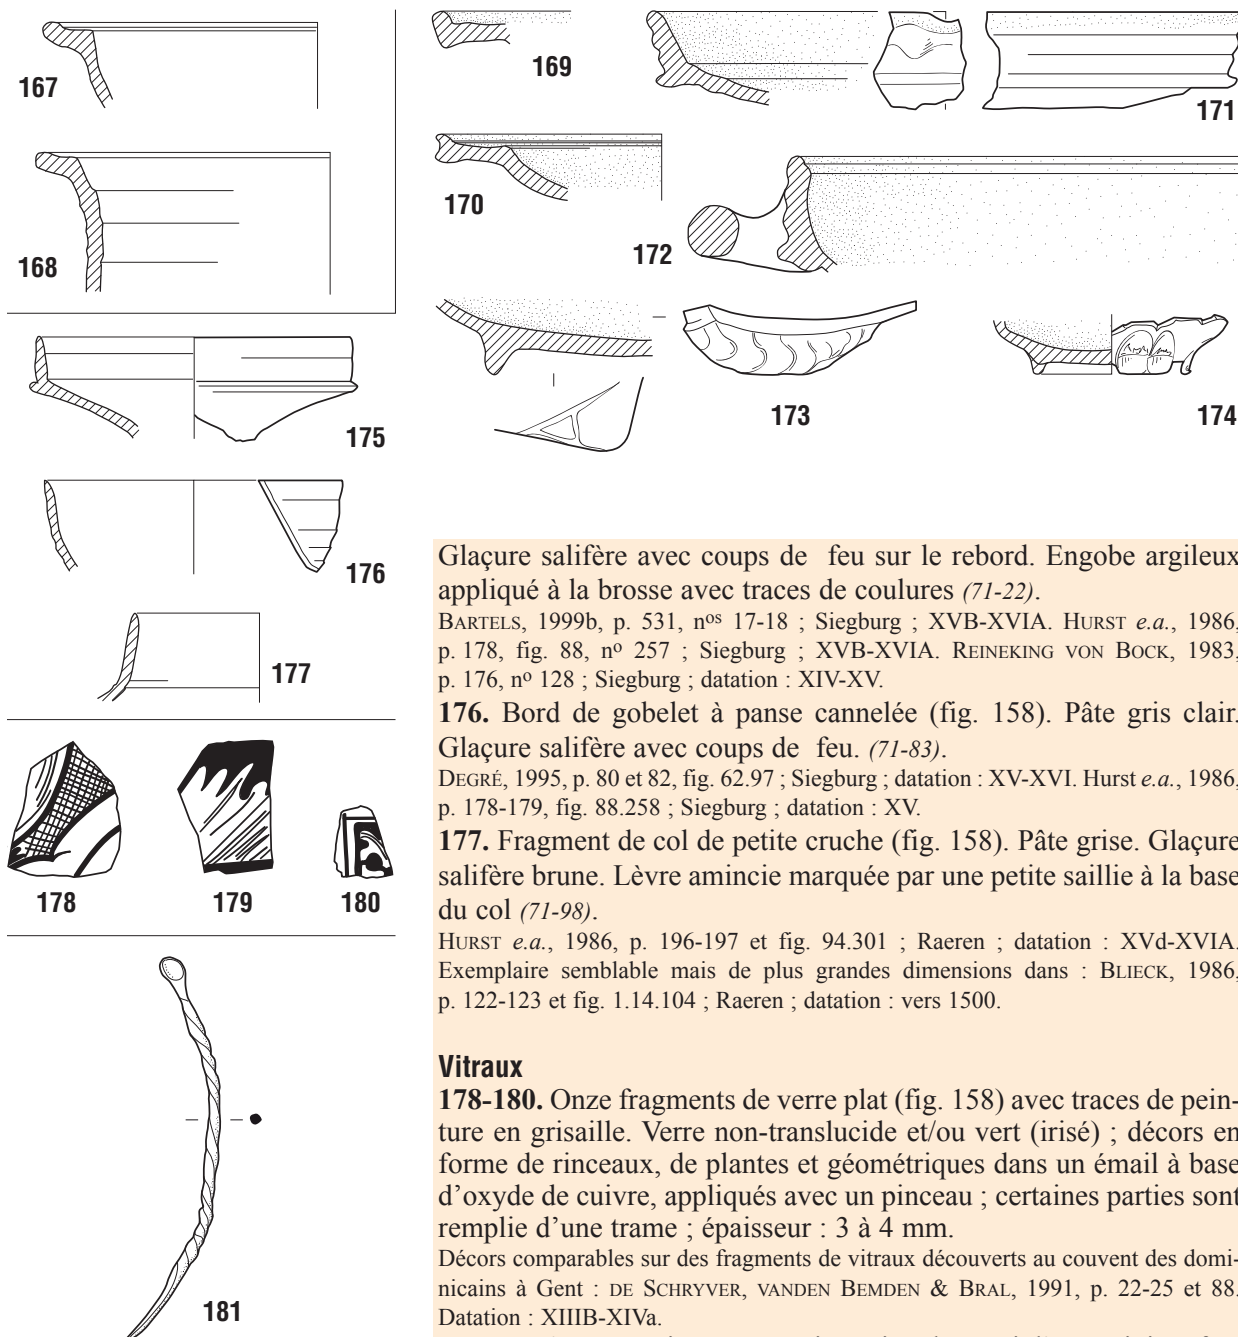 167
168
169
170
171
172
173
174
175
176
177
178
179
180
181
Glaçure salifère avec coups de feu sur le rebord. Engobe argileux
appliqué à la brosse avec traces de coulures (71-22).
BARTELS, 1999b, p. 531, nos 17-18 ; Siegburg ; XVB-XVIA. HURST e.a., 1986,
p. 178, fig. 88, no 257 ; Siegburg ; XVB-XVIA. REINEKING VON BOCK, 1983,
p. 176, no 128 ; Siegburg ; datation : XIV-XV.
176. Bord de gobelet à panse cannelée (fig. 158). Pâte gris clair.
Glaçure salifère avec coups de feu. (71-83).
DEGRÉ, 1995, p. 80 et 82, fig. 62.97 ; Siegburg ; datation : XV-XVI. Hurst e.a., 1986,
p. 178-179, fig. 88.258 ; Siegburg ; datation : XV.
177. Fragment de col de petite cruche (fig. 158). Pâte grise. Glaçure
salifère brune. Lèvre amincie marquée par une petite saillie à la base
du col (71-98).
HURST e.a., 1986, p. 196-197 et fig. 94.301 ; Raeren ; datation : XVd-XVIA.
Exemplaire semblable mais de plus grandes dimensions dans : BLIECK, 1986,
p. 122-123 et fig. 1.14.104 ; Raeren ; datation : vers 1500.
Vitraux
178-180. Onze fragments de verre plat (fig. 158) avec traces de pein-
ture en grisaille. Verre non-translucide et/ou vert (irisé) ; décors en
forme de rinceaux, de plantes et géométriques dans un émail à base
d'oxyde de cuivre, appliqués avec un pinceau ; certaines parties sont
remplie d'une trame ; épaisseur : 3 à 4 mm.
Décors comparables sur des fragments de vitraux découverts au couvent des domi-
nicains à Gent : DE SCHRYVER, VANDEN BEMDEN & BRAL, 1991, p. 22-25 et 88.
Datation : XIIIB-XIVa.